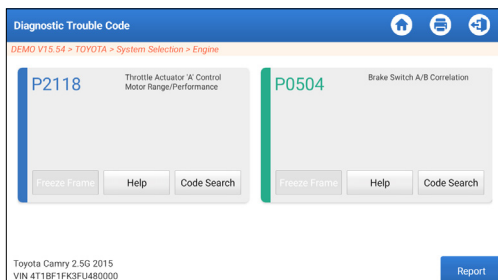 Diagnostic Trouble Code
DEMO V15.54 > TOYOTA > System Selection > Engine
P2118
Throttle Actuator 'A' Control
Motor Range/Performance
Freeze Frame
Help
Code Search
P0504
Brake Switch A/B Correlation
Freeze Frame
Help
Code Search
Toyota Camry 2.5G 2015
VIN 4T1BF1FK3FU480000
Report